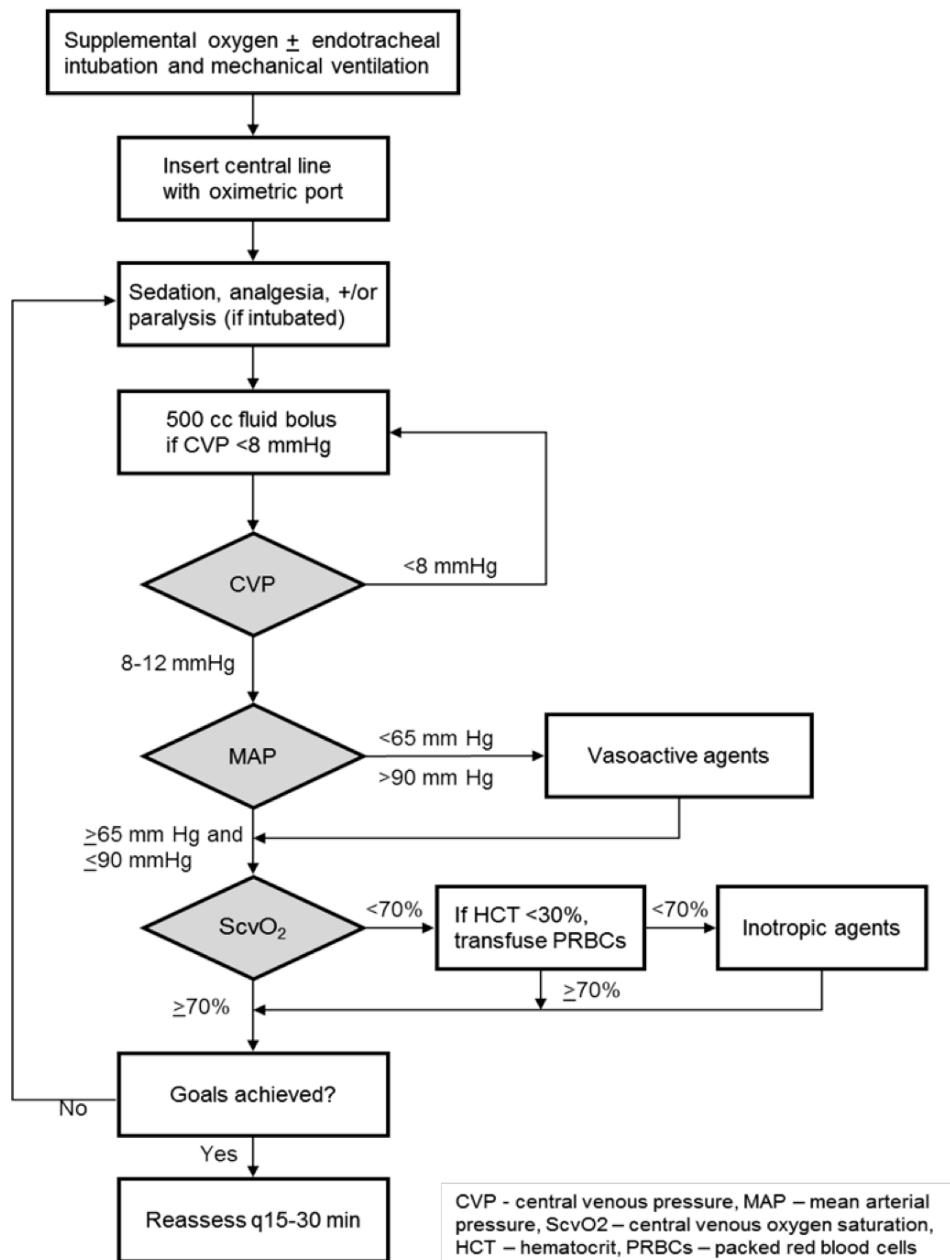 Supplemental oxygen ± endotracheal
intubation and mechanical ventilation
Insert central line
with oximetric port
Sedation, analgesia, +/or
paralysis (if intubated)
500 cc fluid bolus
if CVP <8 mmHg
CVP
<8 mmHg
8-12 mmHg
MAP
<65 mm Hg
>90 mm Hg
Vasoactive agents
≥65 mm Hg and
≤90 mmHg
ScvO₂
<70%
If HCT <30%,
transfuse PRBCs
<70%
Inotropic agents
≥70%
≥70%
Goals achieved?
No
Yes
Reassess q15-30 min
CVP - central venous pressure, MAP – mean arterial
pressure, ScvO2 – central venous oxygen saturation,
HCT – hematocrit, PRBCs – packed red blood cells